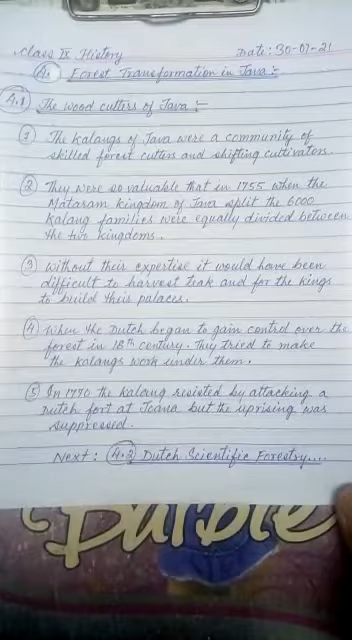 Class IX History Date: 30-07-21
4. Forest Transformation in Java:-
4.1 The wood cutters of Java:-
1 The Kalangs of Java were a community of
skilled forest cutters and shifting cultivators.
2 They were so valuable that in 1755 when the
Mataram kingdom of Java split the 6000
Kalang families were equally divided between
the two kingdoms.
3 Without their expertise it would have been
difficult to harvest teak and for the kings
to build their palaces.
4 When the Dutch began to gain control over the
forest in 18th century. They tried to make
the kalangs work under them.
5 In 1770 the kalang resisted by attacking a
Dutch fort at Joana but the uprising was
suppressed.
Next: 4.2 Dutch Scientific Forestry....
Barbie